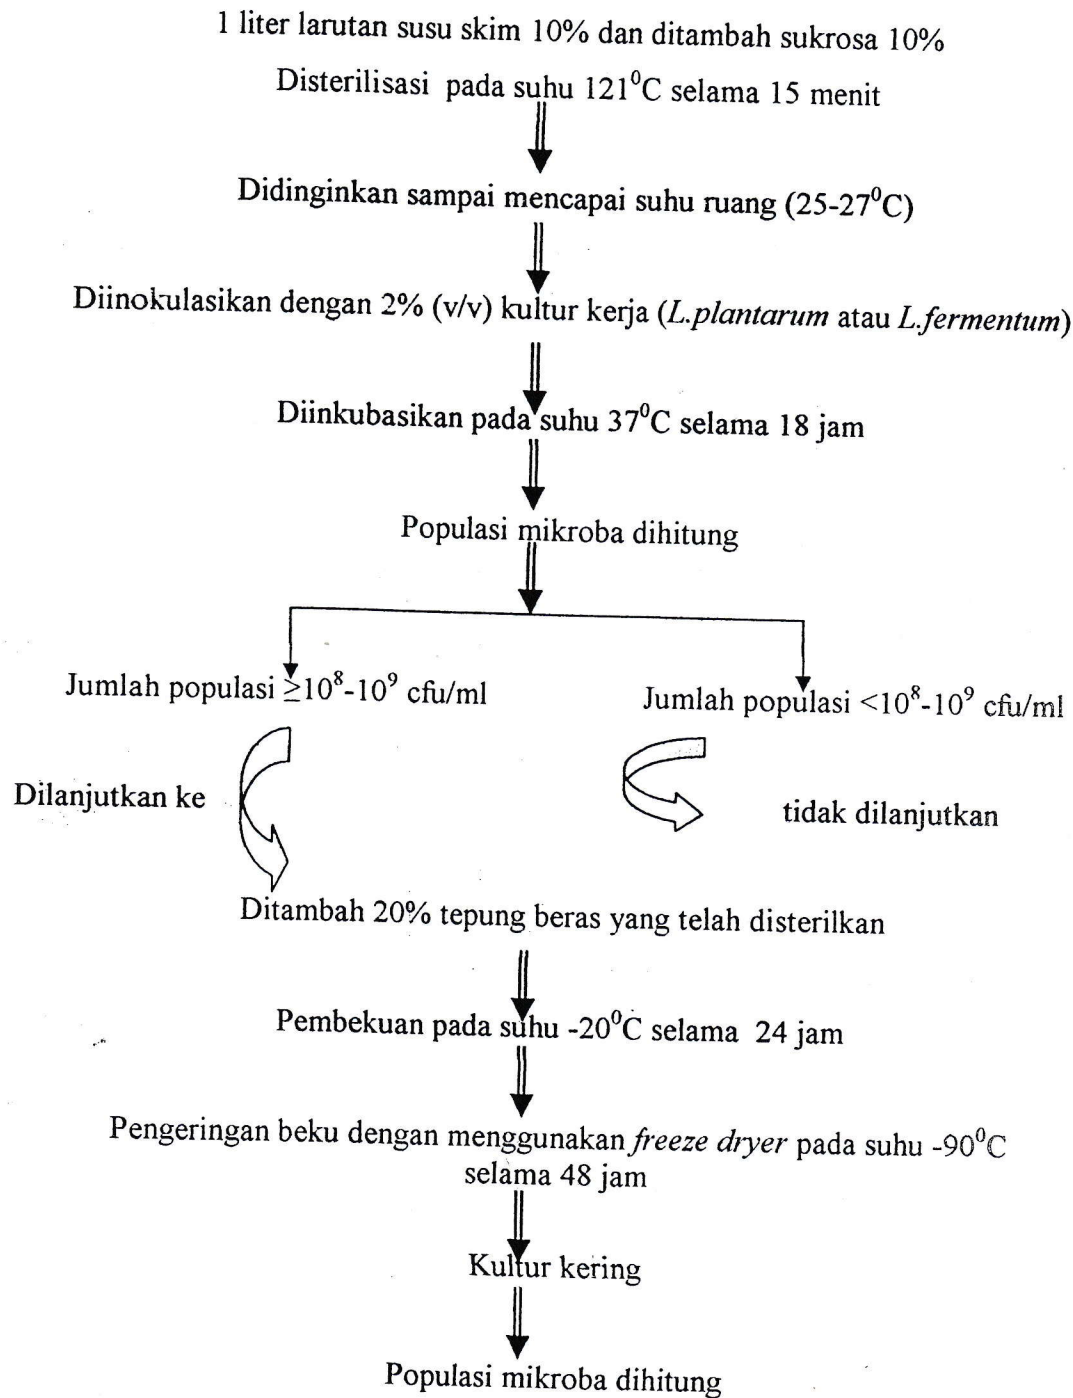 1 liter larutan susu skim 10% dan ditambah sukrosa 10%
Disterilisasi pada suhu 121⁰C selama 15 menit
Didinginkan sampai mencapai suhu ruang (25-27⁰C)
Diinokulasikan dengan 2% (v/v) kultur kerja (L.plantarum atau L.fermentum)
Diinkubasikan pada suhu 37⁰C selama 18 jam
Populasi mikroba dihitung
Jumlah populasi ≥10⁸-10⁹ cfu/ml
Jumlah populasi <10⁸-10⁹ cfu/ml
Dilanjutkan ke
tidak dilanjutkan
Ditambah 20% tepung beras yang telah disterilkan
Pembekuan pada suhu -20⁰C selama 24 jam
Pengeringan beku dengan menggunakan freeze dryer pada suhu -90⁰C
selama 48 jam
Kultur kering
Populasi mikroba dihitung